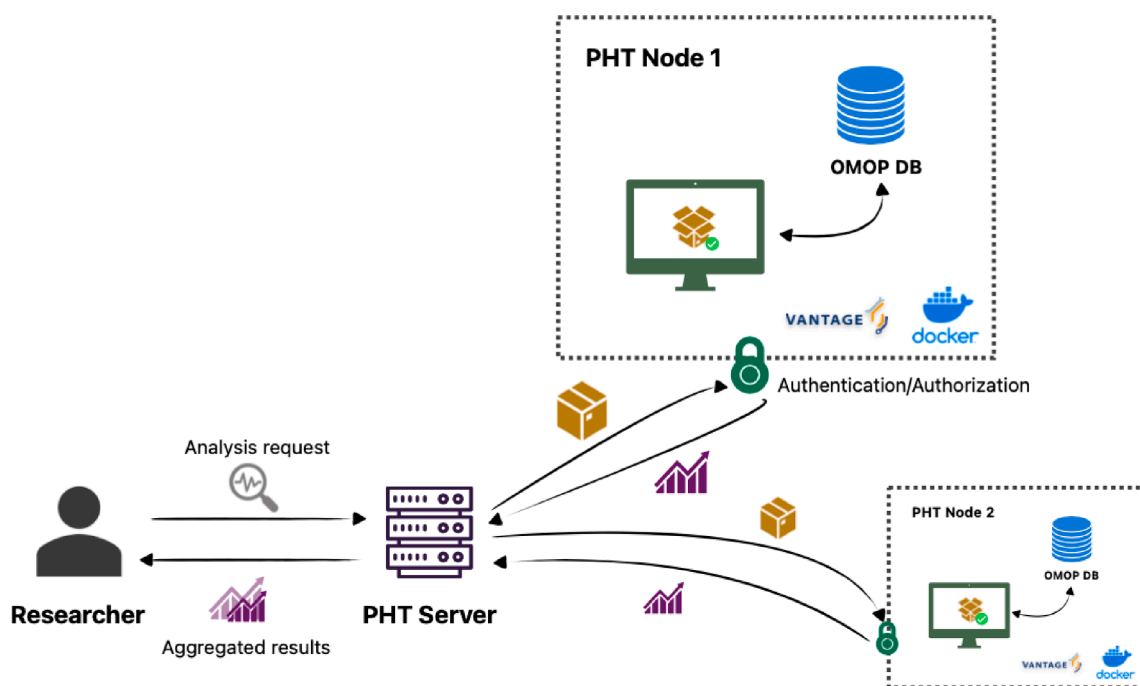 PHT Node 1
OMOP DB
VANTAGE
docker
Authentication/Authorization
Analysis request
PHT Node 2
OMOP DB
Researcher
PHT Server
Aggregated results
VANTAGE
docker